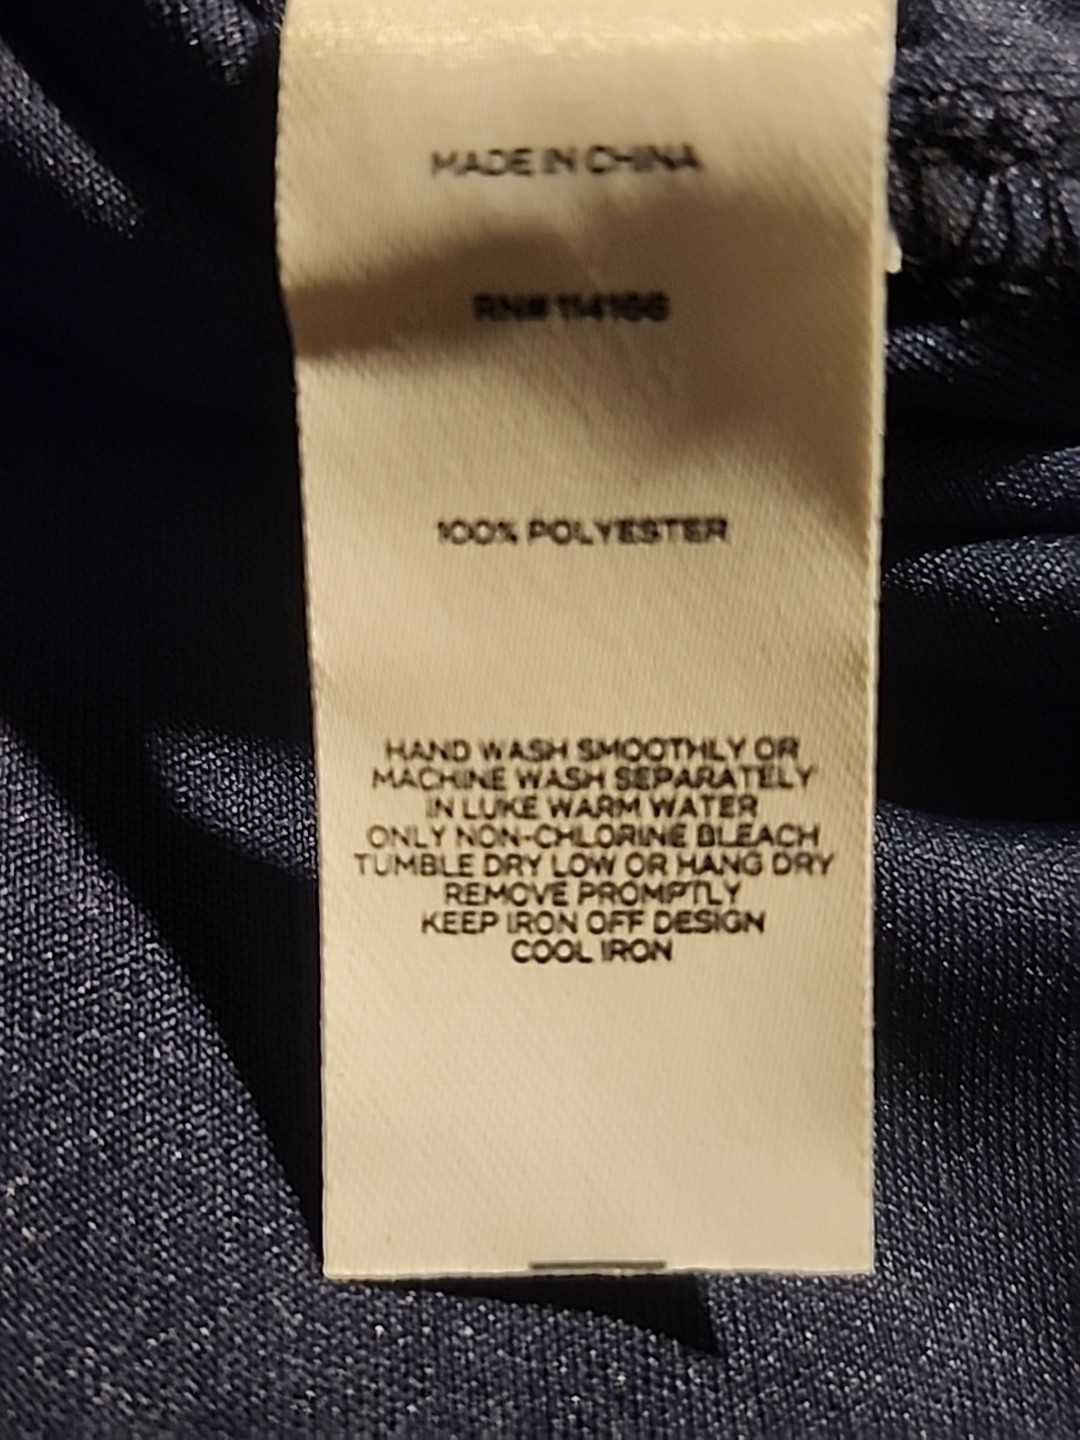 MADE IN CHINA
RN# 114166
100% POLYESTER
HAND WASH SMOOTHLY OR
MACHINE WASH SEPARATELY
IN LUKE WARM WATER
ONLY NON-CHLORINE BLEACH
TUMBLE DRY LOW OR HANG DRY
REMOVE PROMPTLY
KEEP IRON OFF DESIGN
COOL IRON